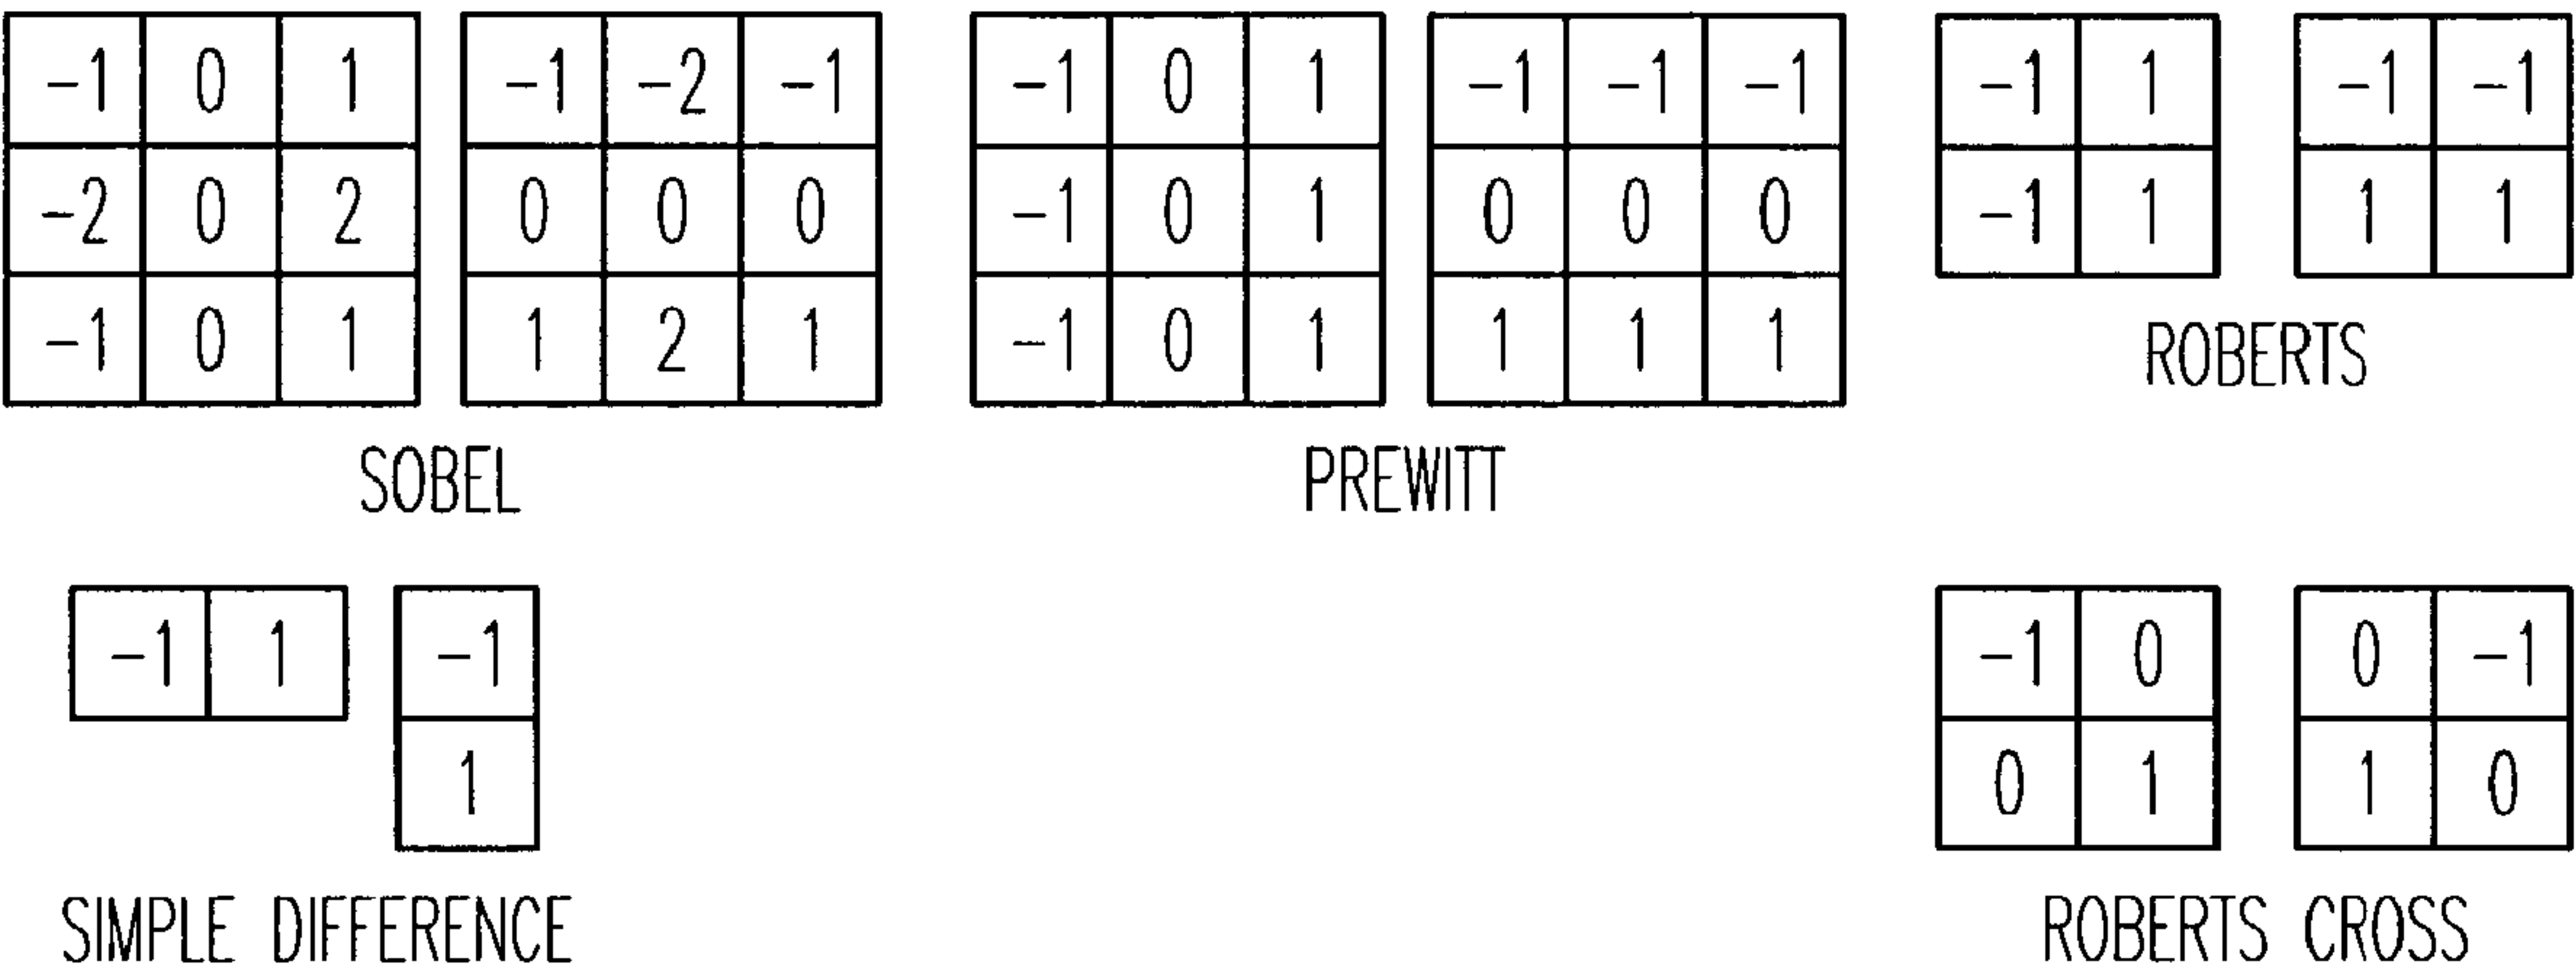 -1 0 1 -1 -2 -1 -1 0 1 -1 -1 -1 -1 1 -1 -1
-2 0 2 0 0 0 -1 0 1 0 0 0 -1 1 1 1
-1 0 1 1 2 1 -1 0 1 1 1 1
ROBERTS
SOBEL PREWITT
-1 1 -1 -1 0 0 -1
1 0 1 1 0
SIMPLE DIFFERENCE ROBERTS CROSS